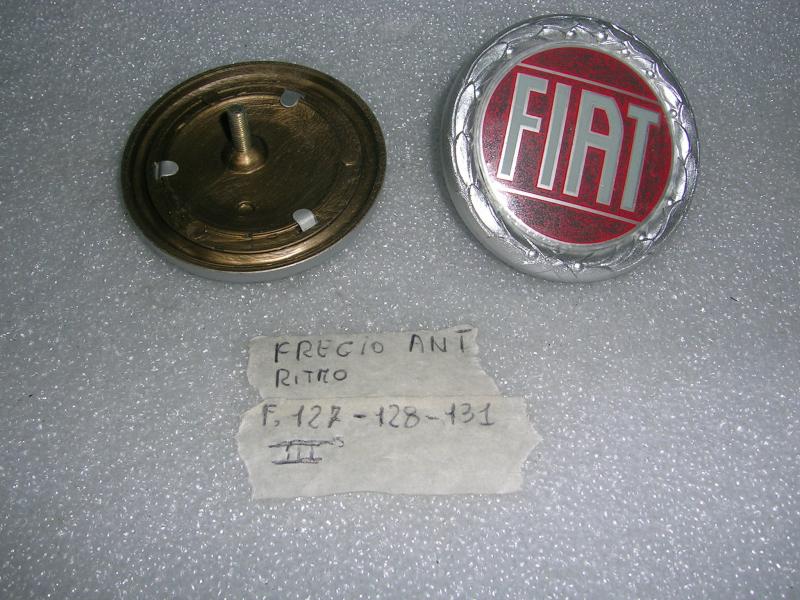 FIAT
FREGIO ANT
RITMO
F. 127-128-131
III^S